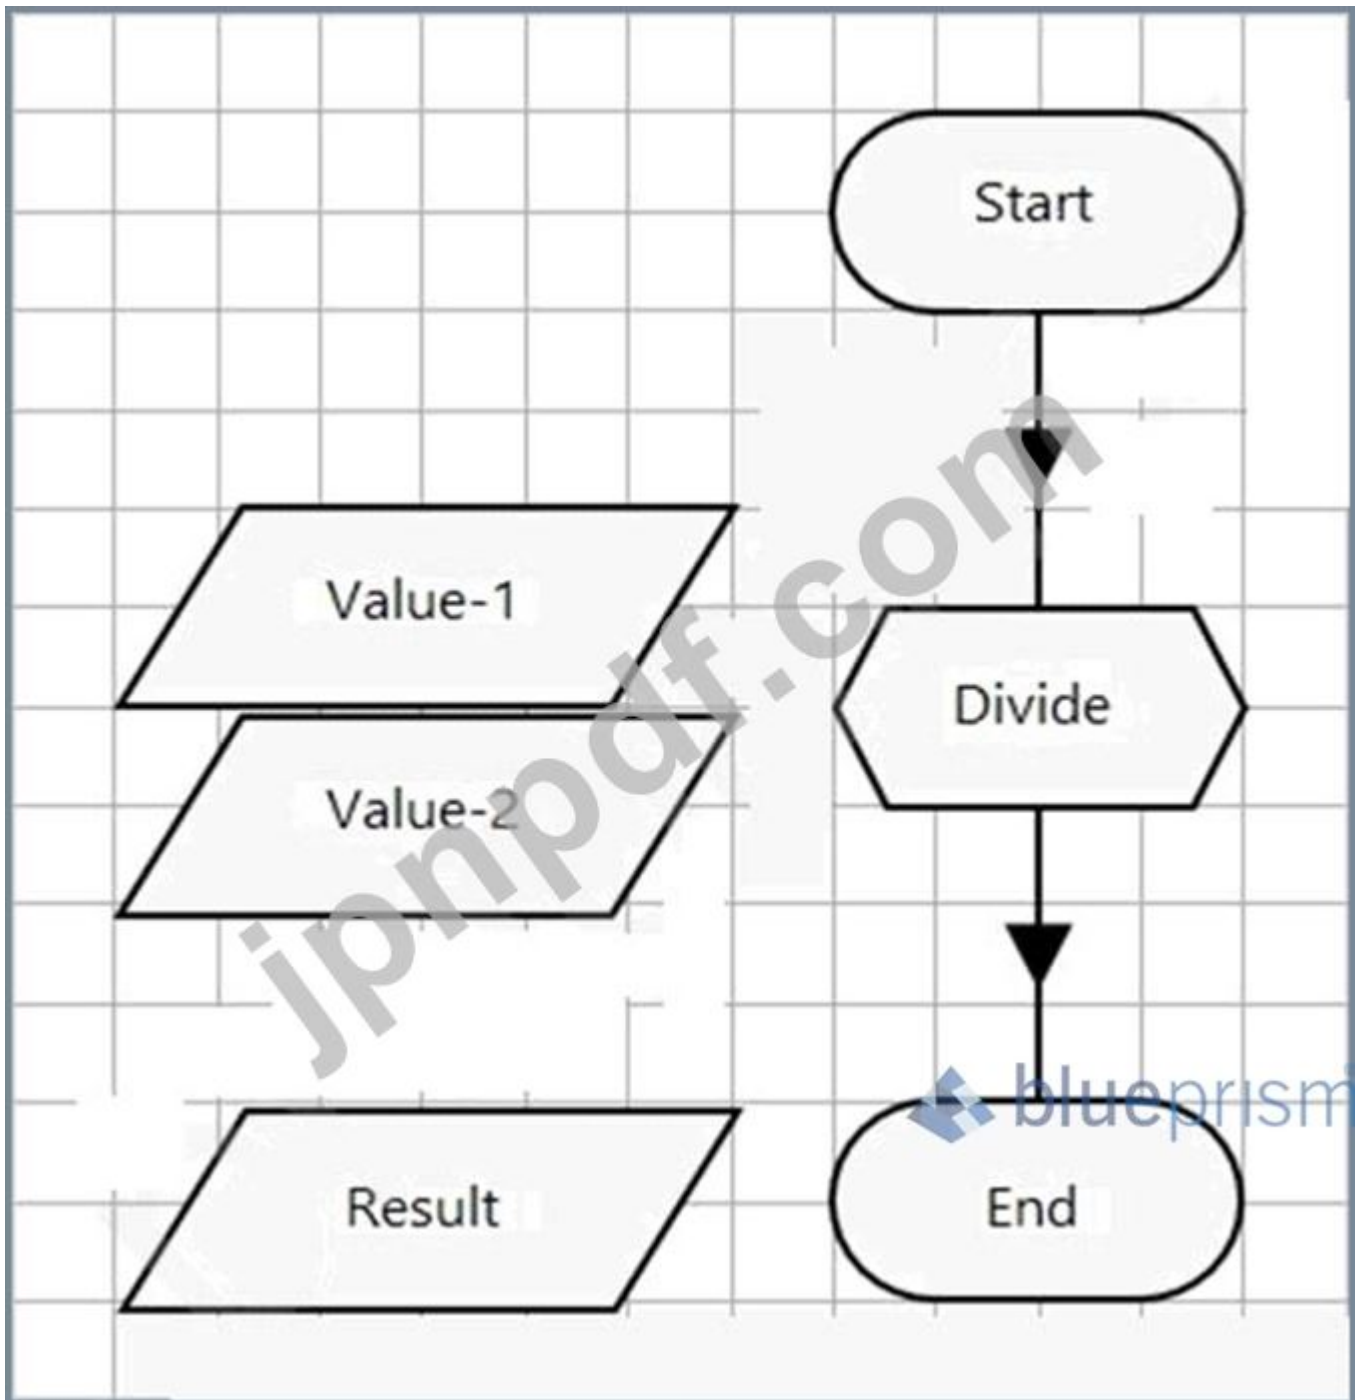 Start
Value-1
Divide
Value-2
jpnpdf.com
blueprism
Result
End